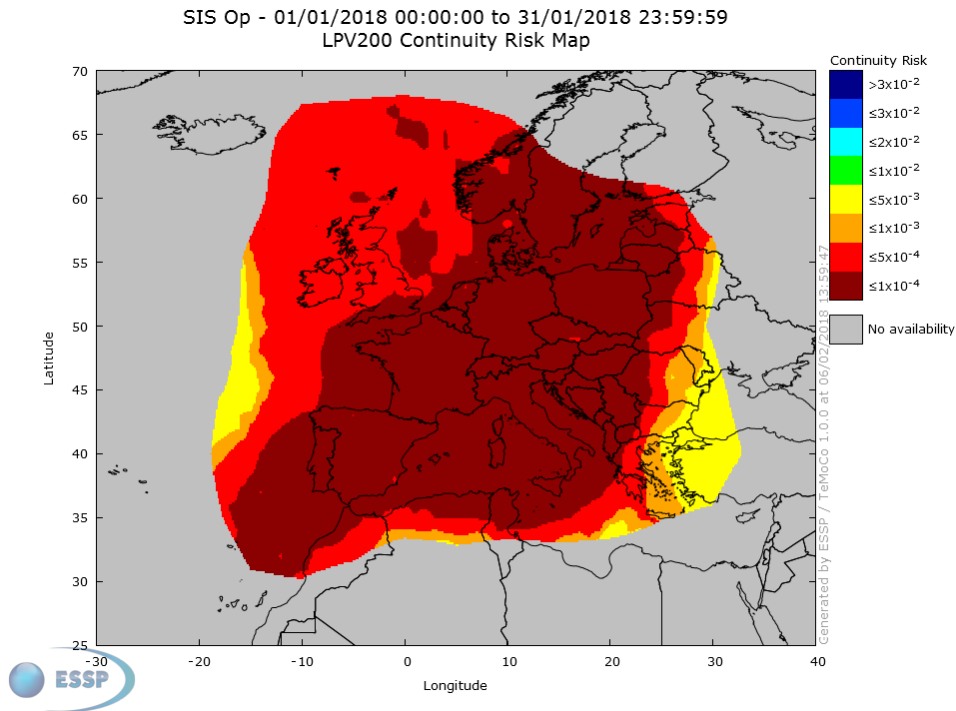 SIS Op - 01/01/2018 00:00:00 to 31/01/2018 23:59:59
LPV200 Continuity Risk Map
Continuity Risk
>3x10⁻²
≤3x10⁻²
≤2x10⁻²
≤1x10⁻²
≤5x10⁻³
≤1x10⁻³
≤5x10⁻⁴
≤1x10⁻⁴
No availability
Latitude
70
65
60
55
50
45
40
35
30
25
-30
-20
-10
0
10
20
30
40
Longitude
Generated by ESSP / TeMoCo 1.0.0 at 06/02/2018 13:59:47
ESSP